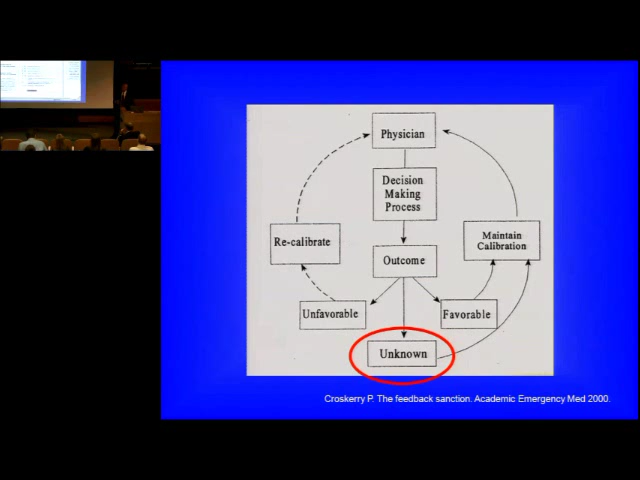 Physician
Decision
Making
Process
Re-calibrate
Maintain
Calibration
Outcome
Unfavorable
Favorable
Unknown
Croskerry P. The feedback sanction. Academic Emergency Med 2000.